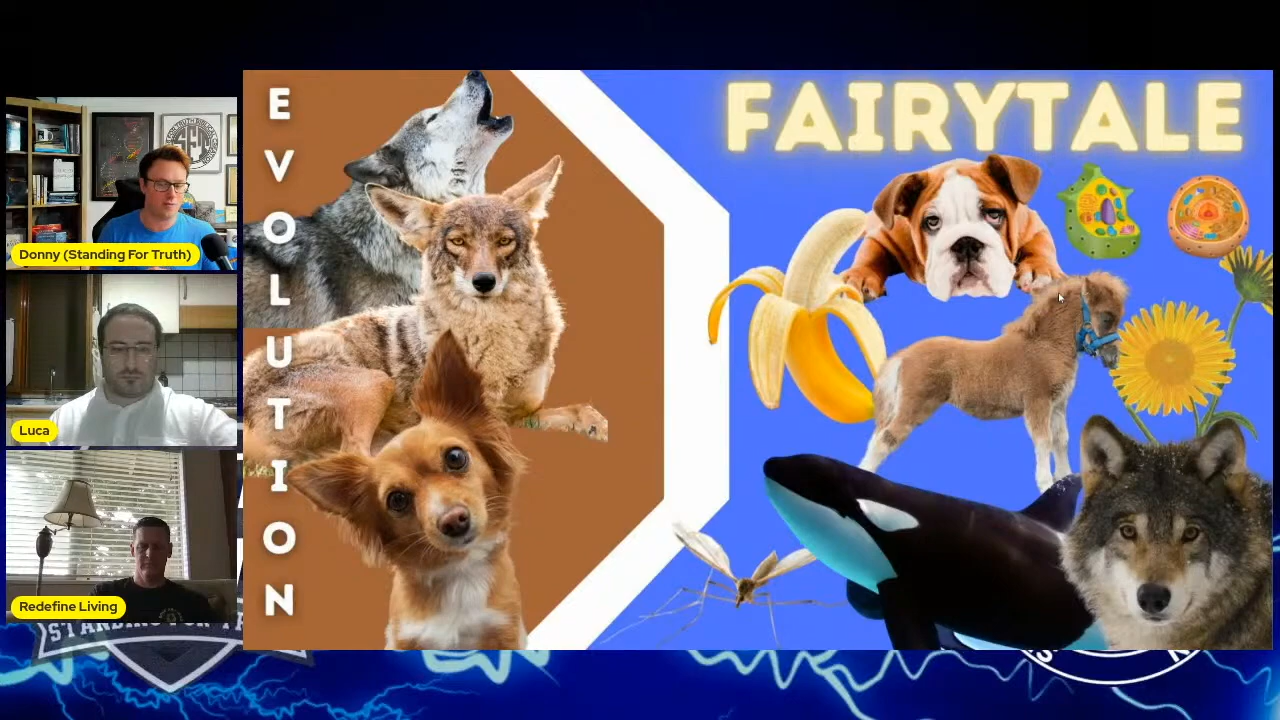 EVOLUTION
FAIRYTALE
Donny (Standing For Truth)
Luca
Redefine Living